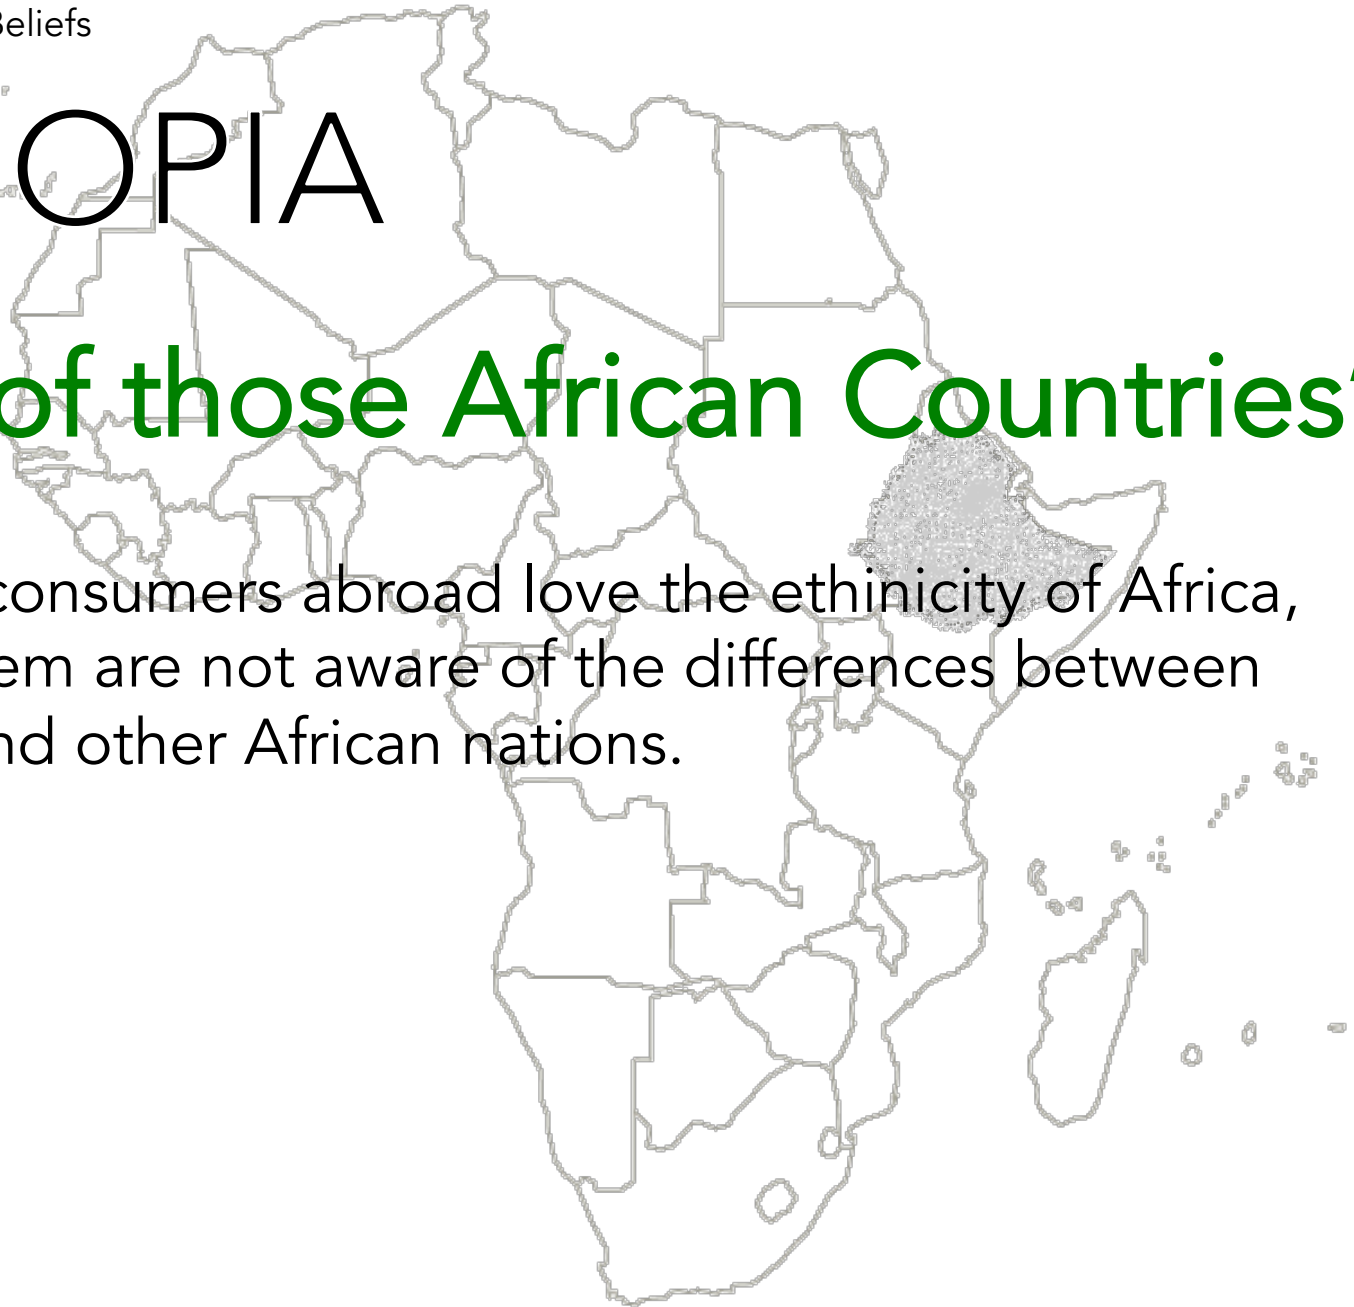 Beliefs
OPIA
of those African Countries"
consumers abroad love the ethinicity of Africa,
em are not aware of the differences between
nd other African nations.